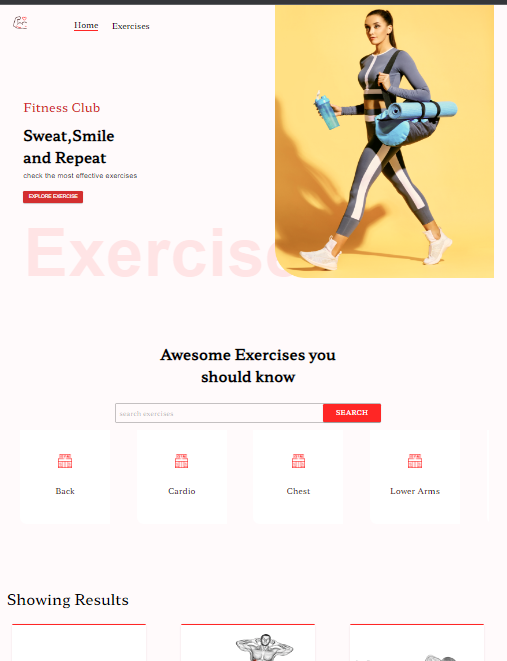 Home Exercises
Fitness Club
Sweat,Smile
and Repeat
check the most effective exercises
EXPLORE EXERCISE
Exercise
Awesome Exercises you
should know
search exercises SEARCH
Back Cardio Chest Lower Arms
Showing Results